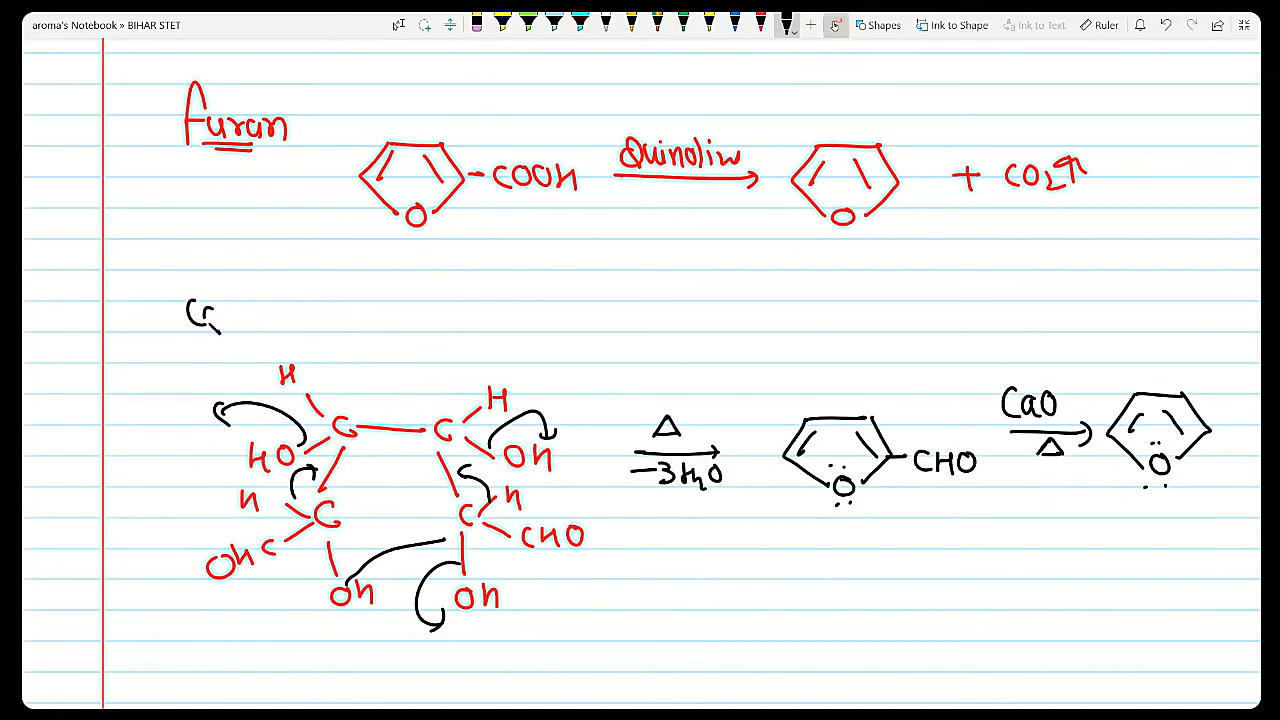 aroma's Notebook » BIHAR STET
Shapes Ink to Shape Ink to Text Ruler
Furan
COOH Quinolin + CO2↑
O O
H H CaO
C C Δ Δ
HO OH -3H2O CHO O
H C C H O
OHC CHO
OH OH